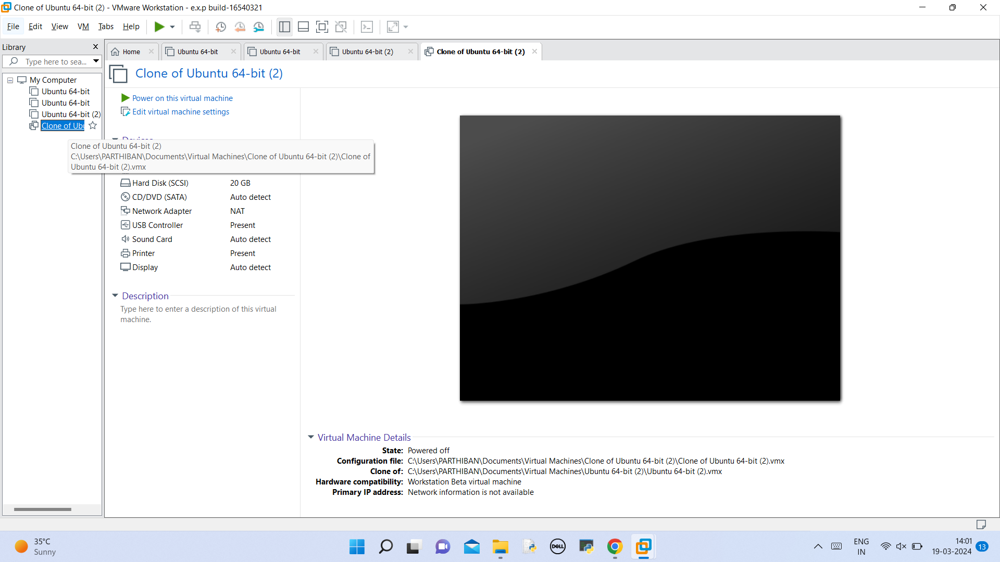 Clone of Ubuntu 64-bit (2) - VMware Workstation - e.x.p build-16540321
File Edit View VM Tabs Help
Library
Type here to sea...
My Computer
Ubuntu 64-bit
Ubuntu 64-bit
Ubuntu 64-bit (2)
Clone of Ubu
Home
Ubuntu 64-bit
Ubuntu 64-bit
Ubuntu 64-bit (2)
Clone of Ubuntu 64-bit (2)
Clone of Ubuntu 64-bit (2)
Power on this virtual machine
Edit virtual machine settings
Devices
Clone of Ubuntu 64-bit (2)
C:\Users\PARTHIBAN\Documents\Virtual Machines\Clone of Ubuntu 64-bit (2)\Clone of
Ubuntu 64-bit (2).vmx
Hard Disk (SCSI) 20 GB
CD/DVD (SATA) Auto detect
Network Adapter NAT
USB Controller Present
Sound Card Auto detect
Printer Present
Display Auto detect
Description
Type here to enter a description of this virtual
machine.
Virtual Machine Details
State: Powered off
Configuration file: C:\Users\PARTHIBAN\Documents\Virtual Machines\Clone of Ubuntu 64-bit (2)\Clone of Ubuntu 64-bit (2).vmx
Clone of: C:\Users\PARTHIBAN\Documents\Virtual Machines\Ubuntu 64-bit (2)\Ubuntu 64-bit (2).vmx
Hardware compatibility: Workstation Beta virtual machine
Primary IP address: Network information is not available
35°C
Sunny
DELL
ENG
IN
14:01
19-03-2024
13